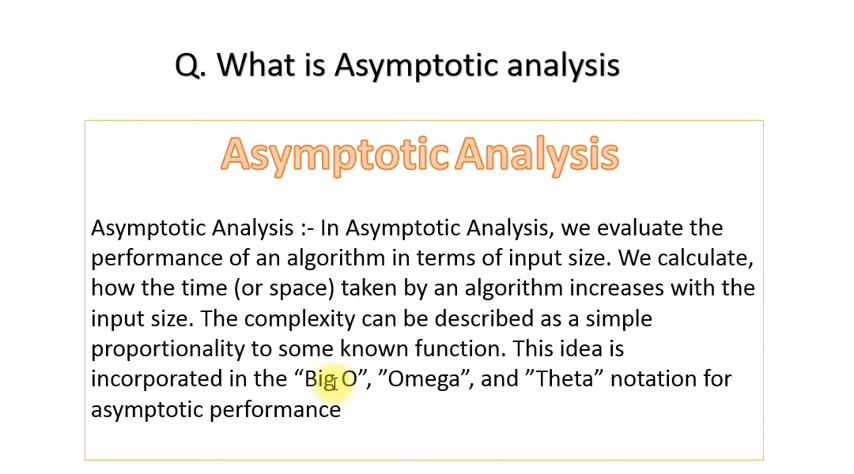 Q. What is Asymptotic analysis
Asymptotic Analysis
Asymptotic Analysis :- In Asymptotic Analysis, we evaluate the
performance of an algorithm in terms of input size. We calculate,
how the time (or space) taken by an algorithm increases with the
input size. The complexity can be described as a simple
proportionality to some known function. This idea is
incorporated in the “Big O”, ”Omega”, and ”Theta” notation for
asymptotic performance